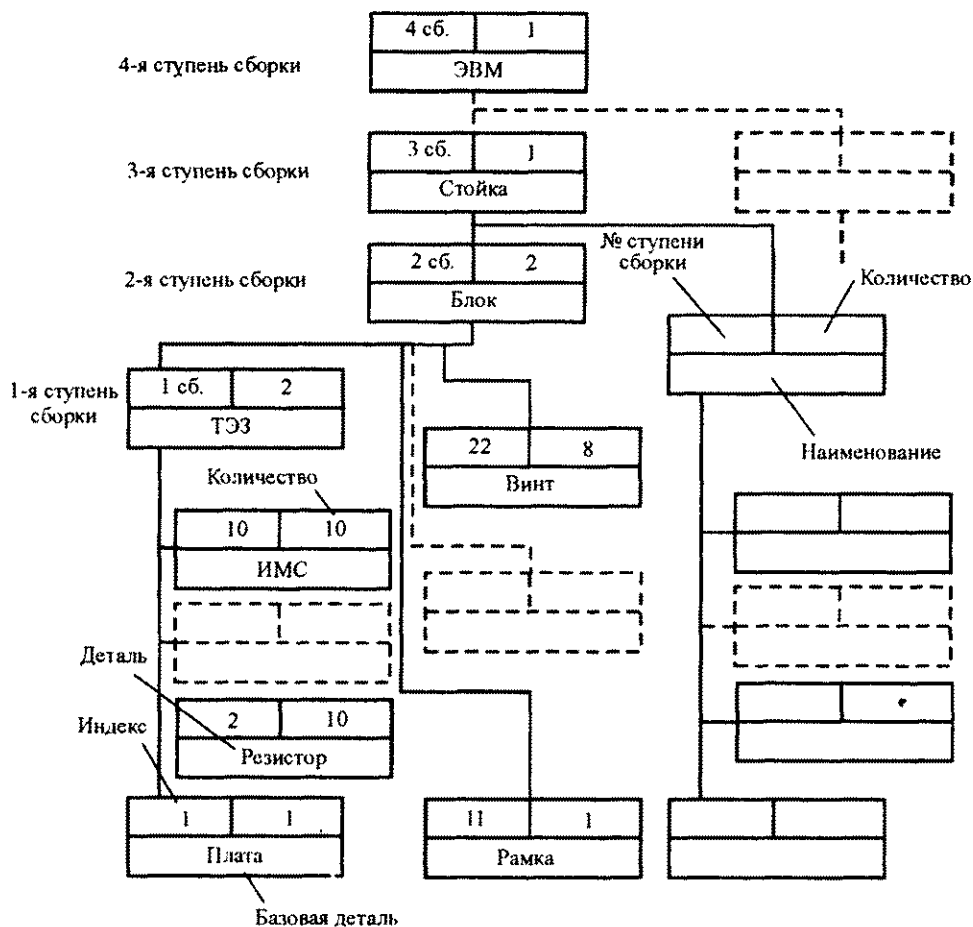 4 сб. 1
4-я ступень сборки
ЭВМ
3 сб. 1
3-я ступень сборки
Стойка
№ ступени
сборки
2 сб. 2
2-я ступень сборки
Количество
Блок
1-я ступень
сборки
1 сб. 2
ТЭЗ
22 8
Наименование
Винт
Количество
10 10
ИМС
Деталь
2 10
Индекс
Резистор
1 1
11 1
Плата
Рамка
Базовая деталь